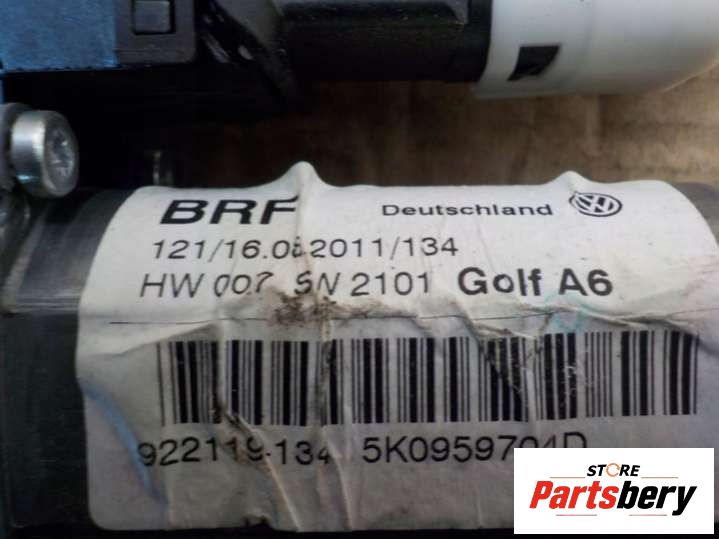 BRF Deutschland
121/16.08.2011/134
HW 007 SN 2101 Golf A6
922119-134 5K0959704D
STORE
Partsbery